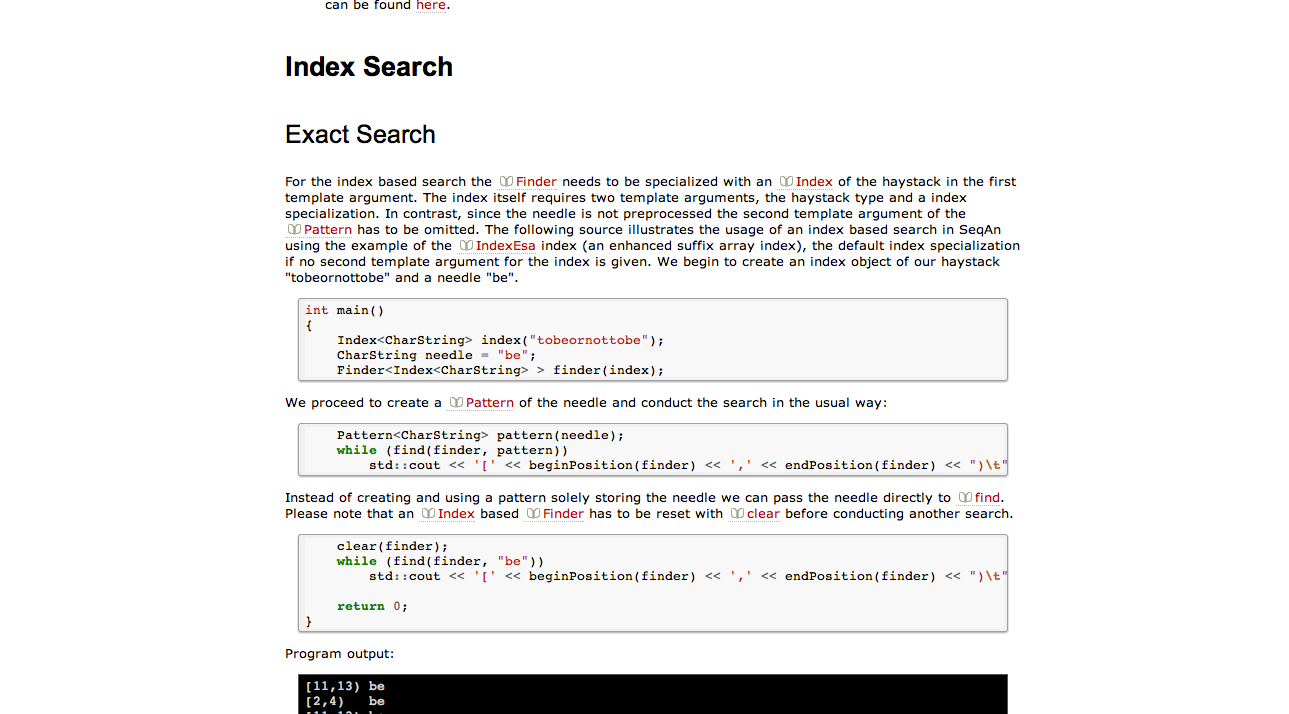 can be found here.
Index Search
Exact Search
For the index based search the Finder needs to be specialized with an Index of the haystack in the first
template argument. The index itself requires two template arguments, the haystack type and a index
specialization. In contrast, since the needle is not preprocessed the second template argument of the
Pattern has to be omitted. The following source illustrates the usage of an index based search in SeqAn
using the example of the IndexEsa index (an enhanced suffix array index), the default index specialization
if no second template argument for the index is given. We begin to create an index object of our haystack
"tobeornottobe" and a needle "be".
int main()
{
    Index<CharString> index("tobeornottobe");
    CharString needle = "be";
    Finder<Index<CharString> > finder(index);
We proceed to create a Pattern of the needle and conduct the search in the usual way:
    Pattern<CharString> pattern(needle);
    while (find(finder, pattern))
        std::cout << '[' << beginPosition(finder) << ',' << endPosition(finder) << ")\t"
Instead of creating and using a pattern solely storing the needle we can pass the needle directly to find.
Please note that an Index based Finder has to be reset with clear before conducting another search.
    clear(finder);
    while (find(finder, "be"))
        std::cout << '[' << beginPosition(finder) << ',' << endPosition(finder) << ")\t"
    return 0;
}
Program output:
[11,13) be
[2,4)   be